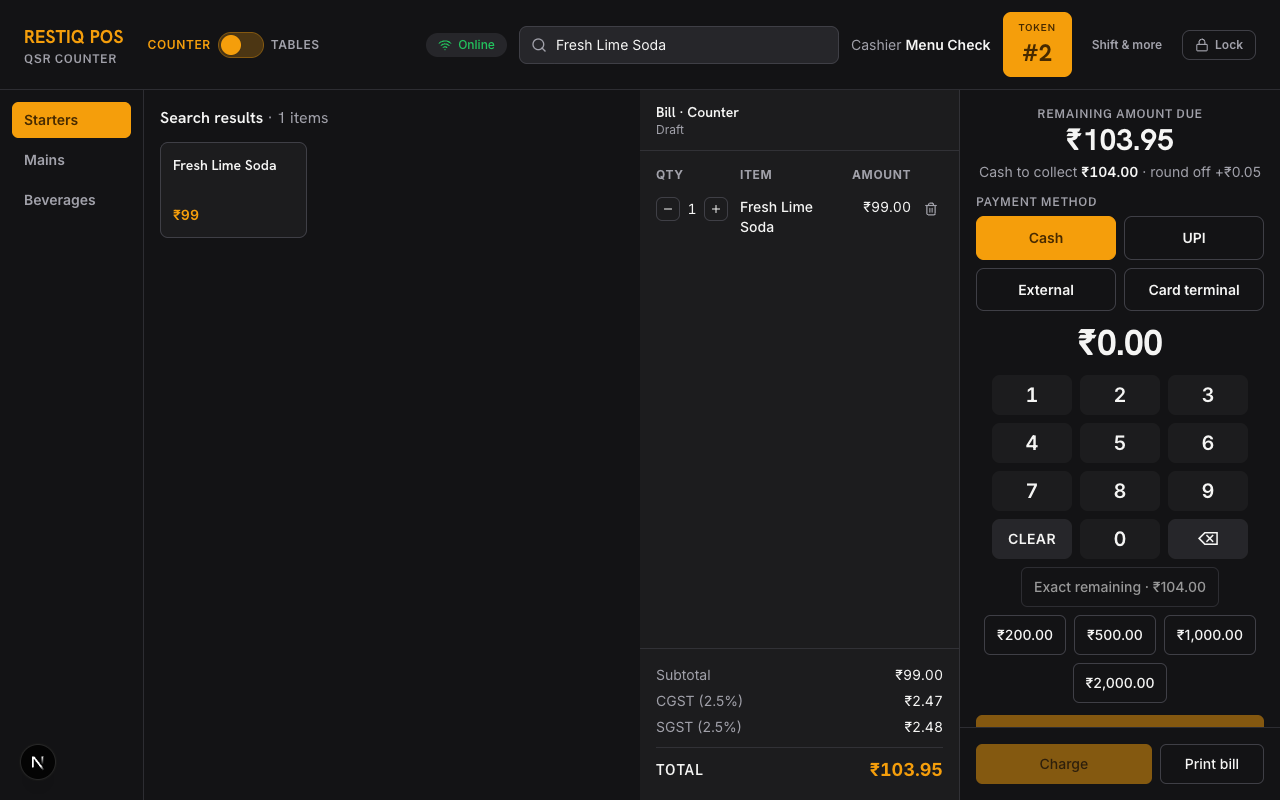 RESTIQ POS
QSR COUNTER
COUNTER
TABLES
Online
Fresh Lime Soda
Cashier Menu Check
TOKEN
#2
Shift & more
Lock
Starters
Mains
Beverages
Search results · 1 items
Fresh Lime Soda
₹99
Bill · Counter
Draft
QTY ITEM AMOUNT
1 Fresh Lime Soda ₹99.00
Subtotal ₹99.00
CGST (2.5%) ₹2.47
SGST (2.5%) ₹2.48
TOTAL ₹103.95
REMAINING AMOUNT DUE
₹103.95
Cash to collect ₹104.00 · round off +₹0.05
PAYMENT METHOD
Cash
UPI
External
Card terminal
₹0.00
1 2 3
4 5 6
7 8 9
CLEAR 0
Exact remaining · ₹104.00
₹200.00 ₹500.00 ₹1,000.00
₹2,000.00
Charge
Print bill
N